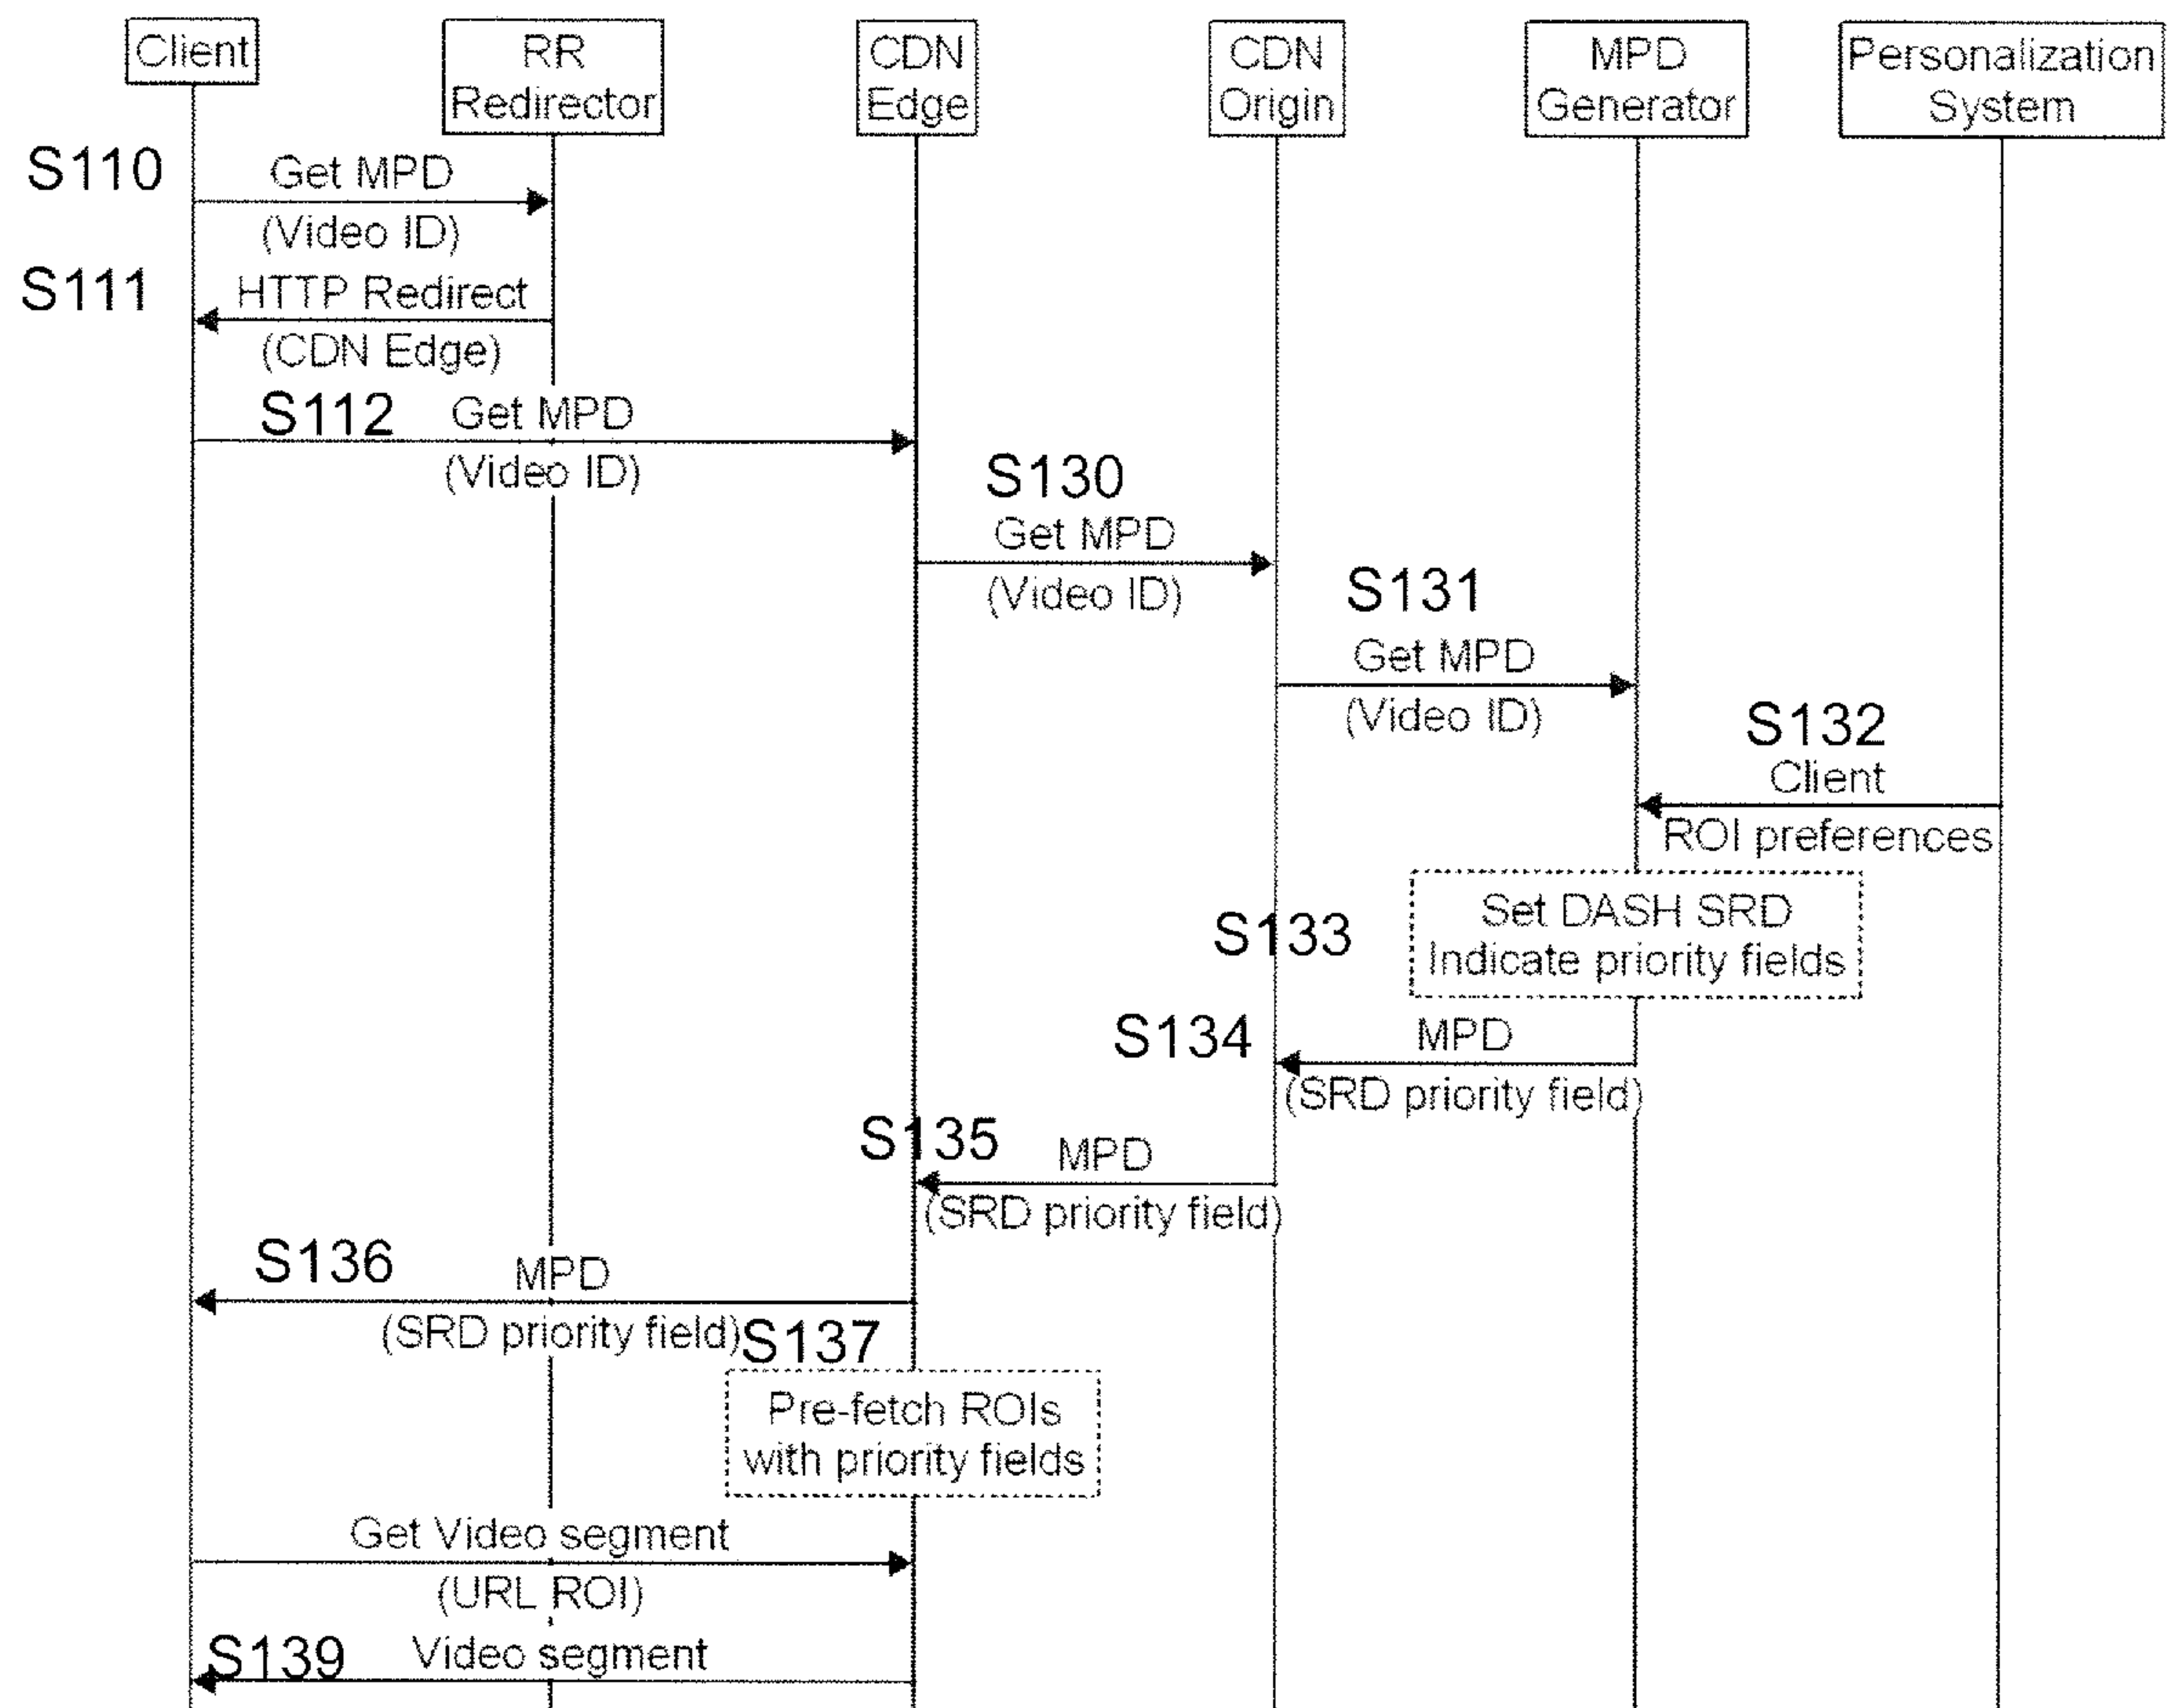 Client
RR
Redirector
CDN
Edge
CDN
Origin
MPD
Generator
Personalization
System
S110
Get MPD
(Video ID)
S111
HTTP Redirect
(CDN Edge)
S112
Get MPD
(Video ID)
S130
Get MPD
(Video ID)
S131
Get MPD
(Video ID)
S132
Client
ROI preferences
S133
Set DASH SRD
Indicate priority fields
S134
MPD
(SRD priority field)
S135
MPD
(SRD priority field)
S136
MPD
(SRD priority field)
S137
Pre-fetch ROIs
with priority fields
Get Video segment
(URL ROI)
S139
Video segment